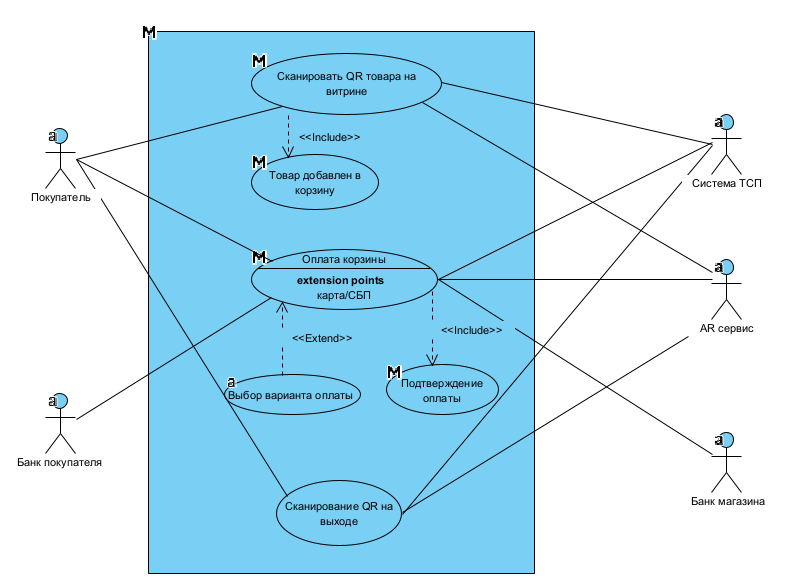 M
M
Сканировать QR товара на
витрине
a
a
<<Include>>
M
Товар добавлен в
корзину
Покупатель
Система ТСП
M
Оплата корзины
extension points
карта/СБП
a
AR сервис
<<Include>>
<<Extend>>
a
Выбор варианта оплаты
M
Подтверждение
оплаты
a
Банк покупателя
a
Банк магазина
Сканирование QR на
выходе